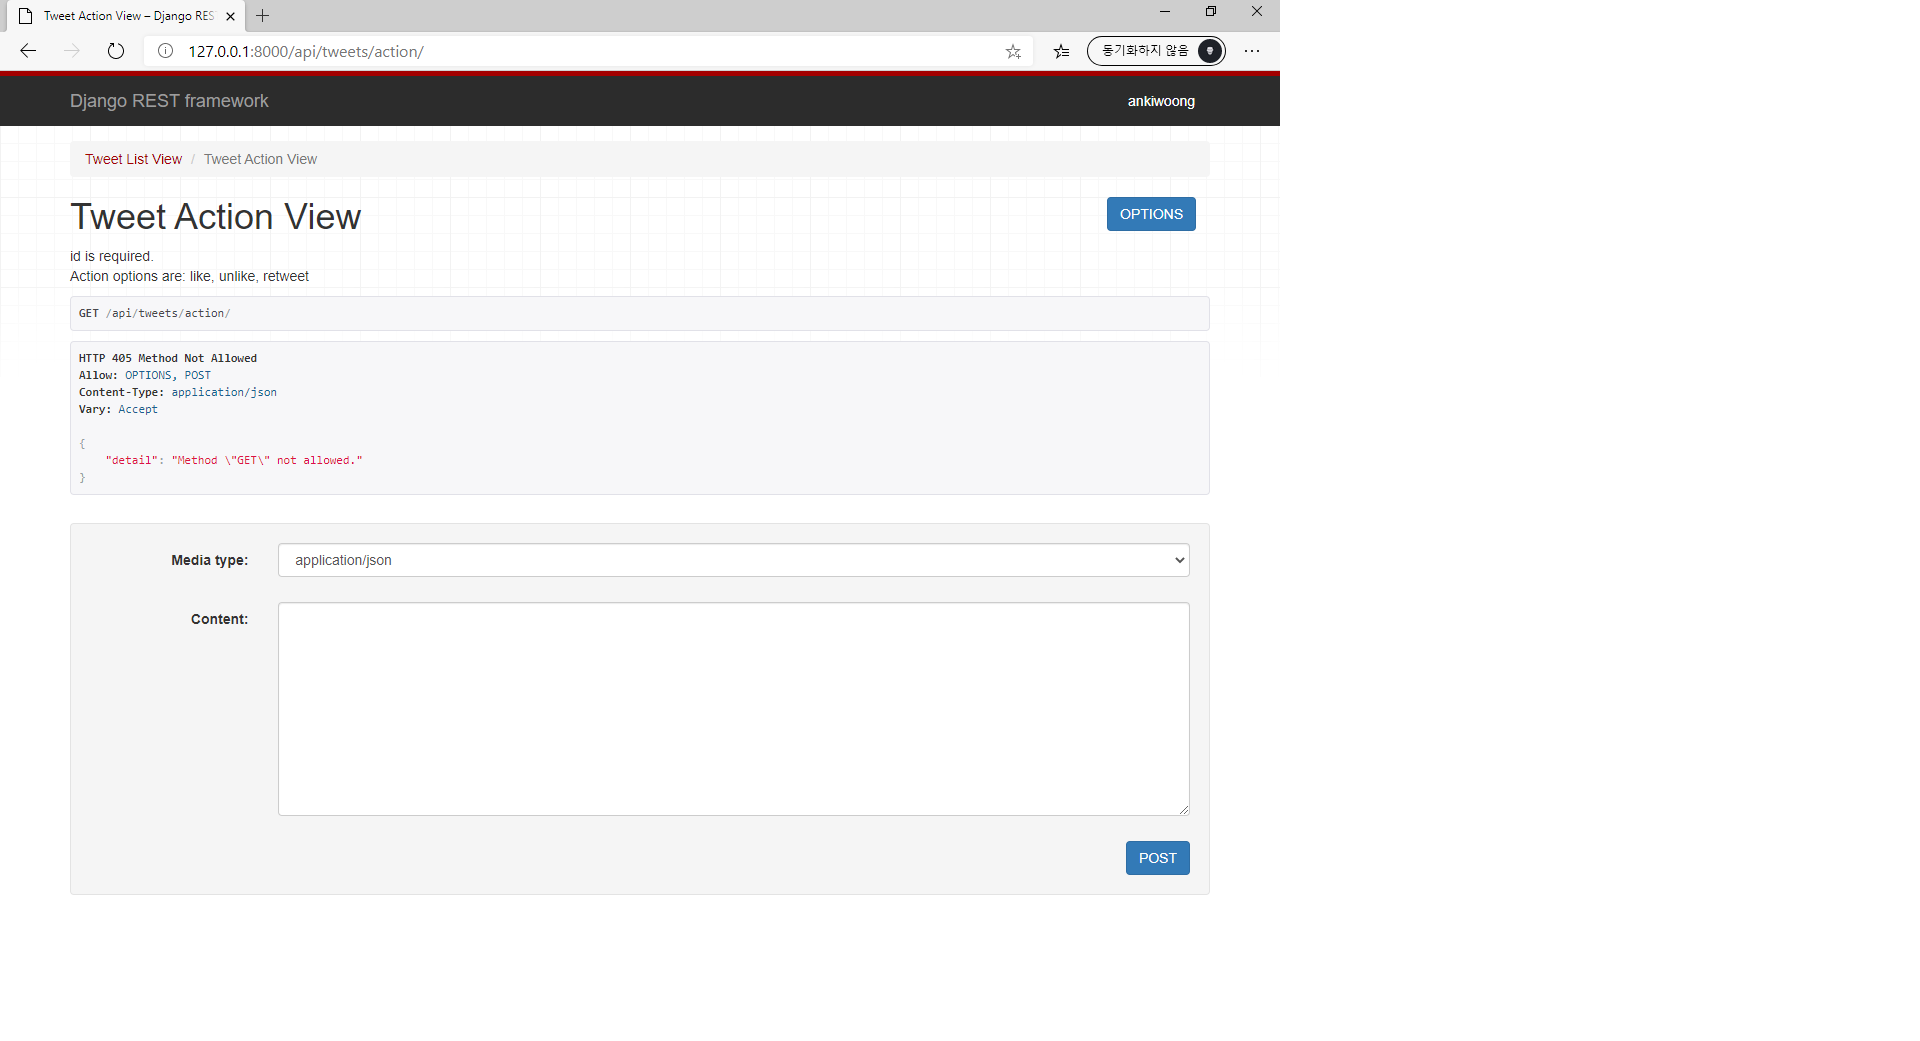 Tweet Action View – Django RES
127.0.0.1:8000/api/tweets/action/
동기화하지 않음
Django REST framework
ankiwoong
Tweet List View / Tweet Action View
Tweet Action View
OPTIONS
id is required.
Action options are: like, unlike, retweet
GET /api/tweets/action/
HTTP 405 Method Not Allowed
Allow: OPTIONS, POST
Content-Type: application/json
Vary: Accept
{
    "detail": "Method \"GET\" not allowed."
}
Media type:
application/json
Content:
POST